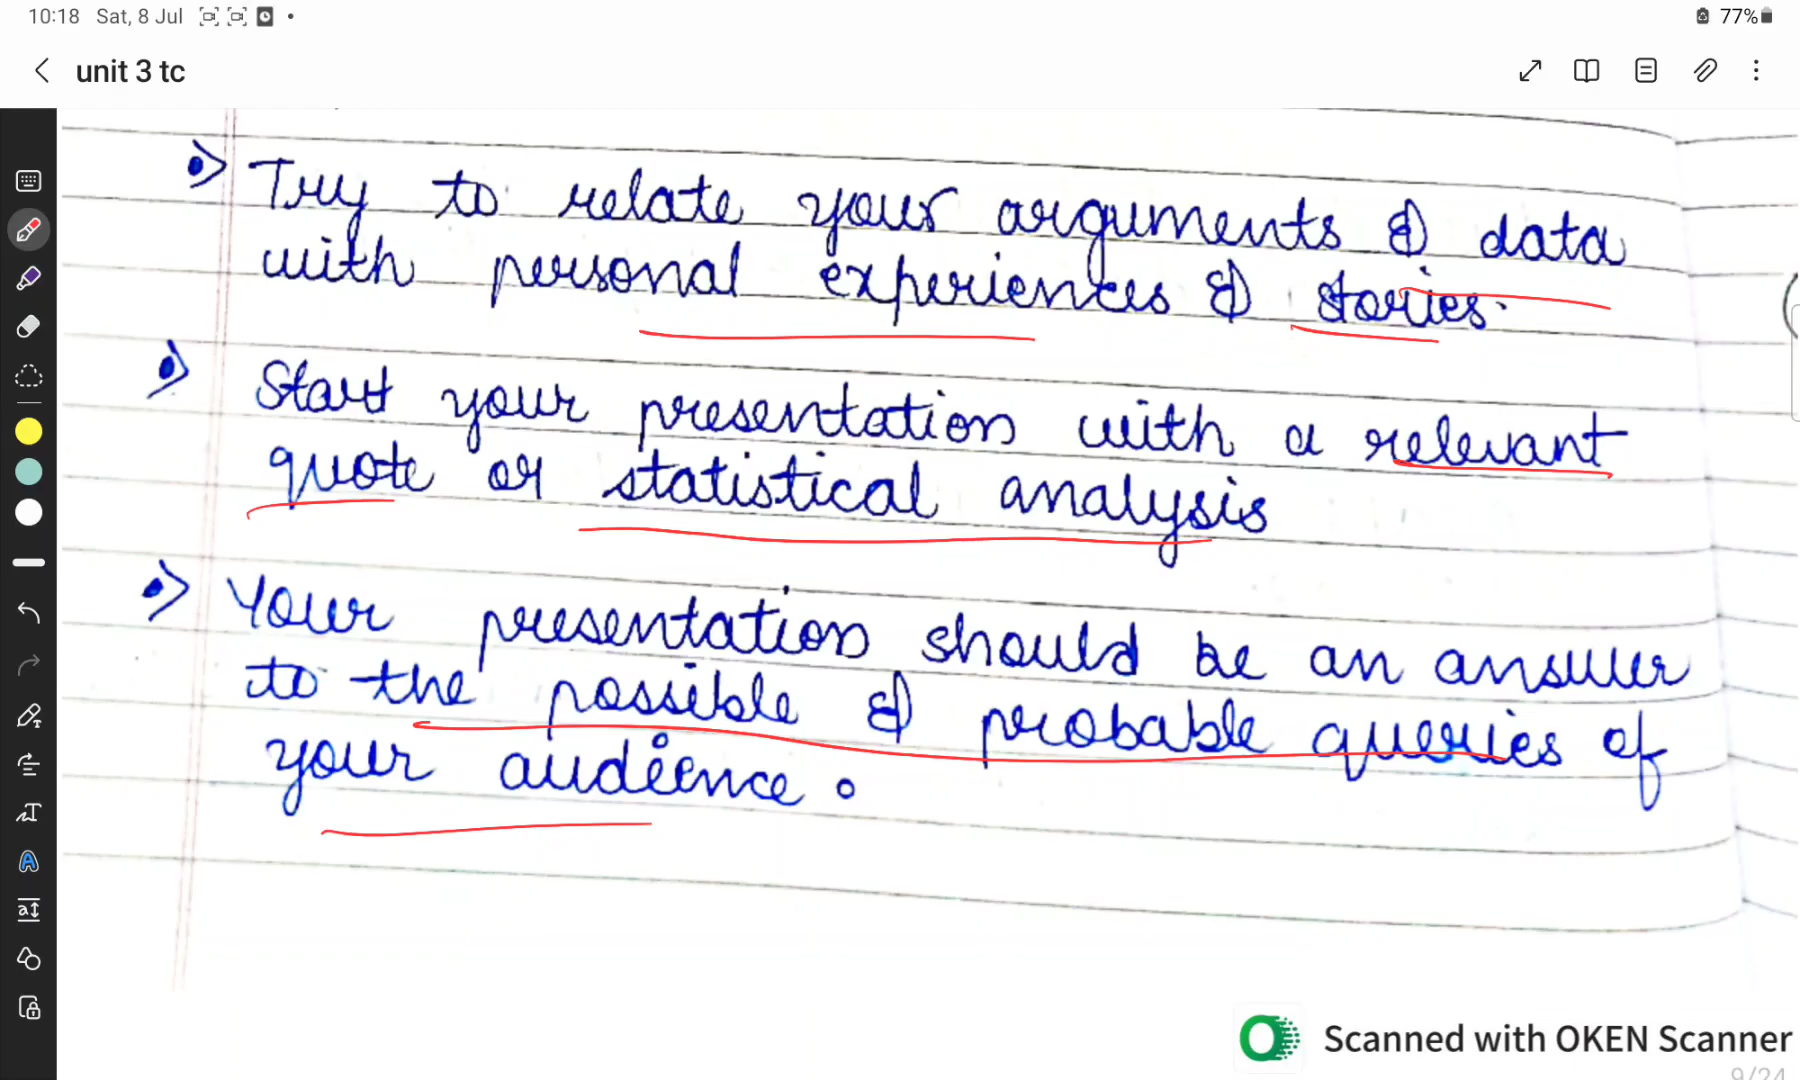 10:18 Sat, 8 Jul 77%
unit 3 tc
Try to relate your arguments & data
with personal experiences & stories.
Start your presentation with a relevant
quote or statistical analysis
Your presentation should be an answer
to the possible & probable queries of
your audience.
Scanned with OKEN Scanner
9/24